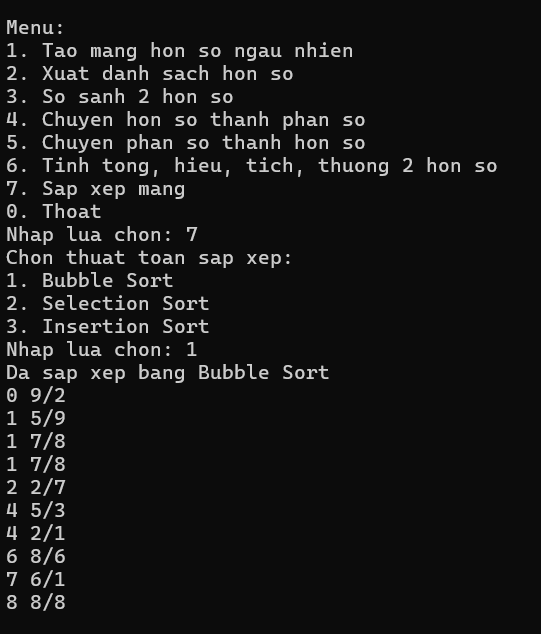 Menu:
1. Tao mang hon so ngau nhien
2. Xuat danh sach hon so
3. So sanh 2 hon so
4. Chuyen hon so thanh phan so
5. Chuyen phan so thanh hon so
6. Tinh tong, hieu, tich, thuong 2 hon so
7. Sap xep mang
0. Thoat
Nhap lua chon: 7
Chon thuat toan sap xep:
1. Bubble Sort
2. Selection Sort
3. Insertion Sort
Nhap lua chon: 1
Da sap xep bang Bubble Sort
0 9/2
1 5/9
1 7/8
1 7/8
2 2/7
4 5/3
4 2/1
6 8/6
7 6/1
8 8/8